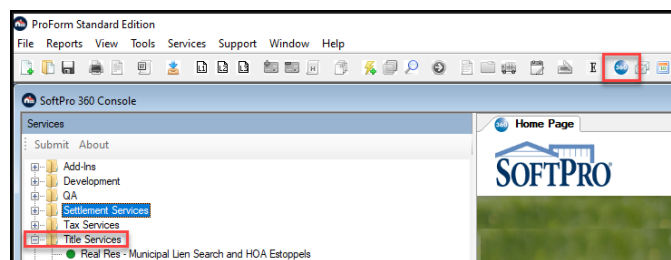 ProForm Standard Edition
File Reports View Tools Services Support Window Help
360
SoftPro 360 Console
Services
Submit About
Add-Ins
Development
QA
Settlement Services
Tax Services
Title Services
Real Res - Municipal Lien Search and HOA Estoppels
360 Home Page
SOFTPRO